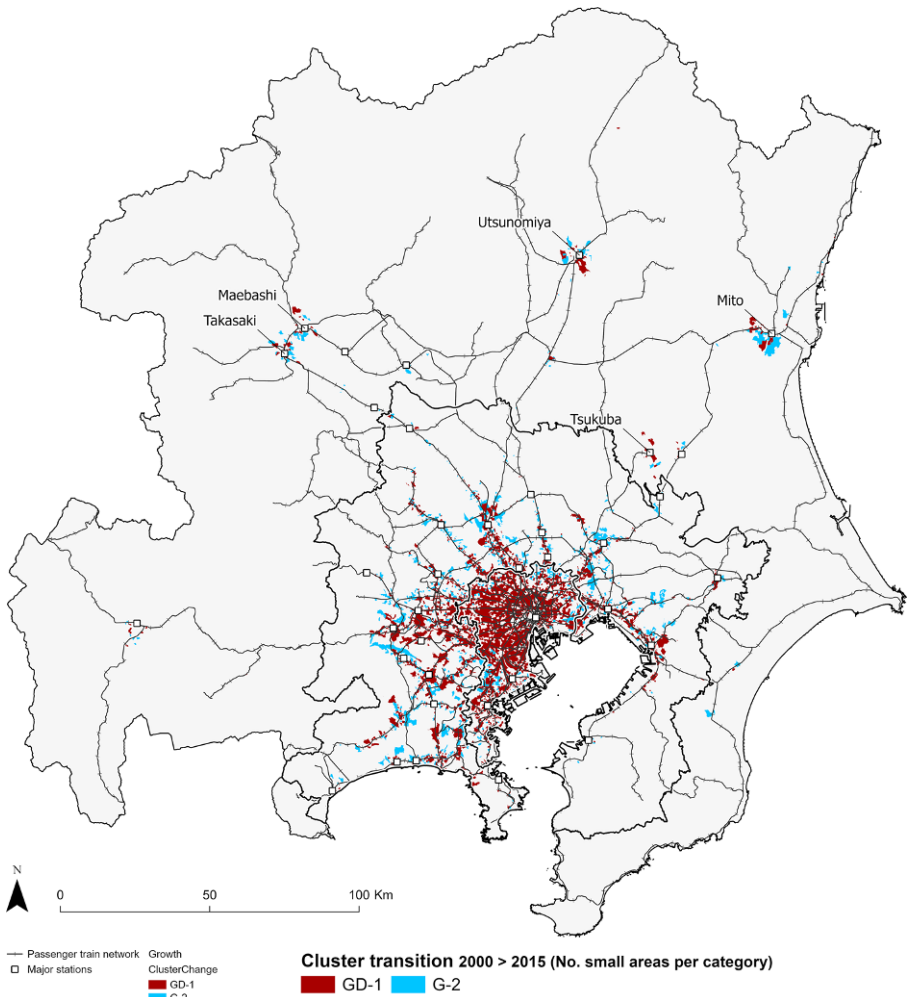 Utsunomiya
Maebashi
Mito
Takasaki
Tsukuba
N
0 50 100 Km
Passenger train network Growth
Major stations ClusterChange
GD-1
G-2
Cluster transition 2000 > 2015 (No. small areas per category)
GD-1 G-2